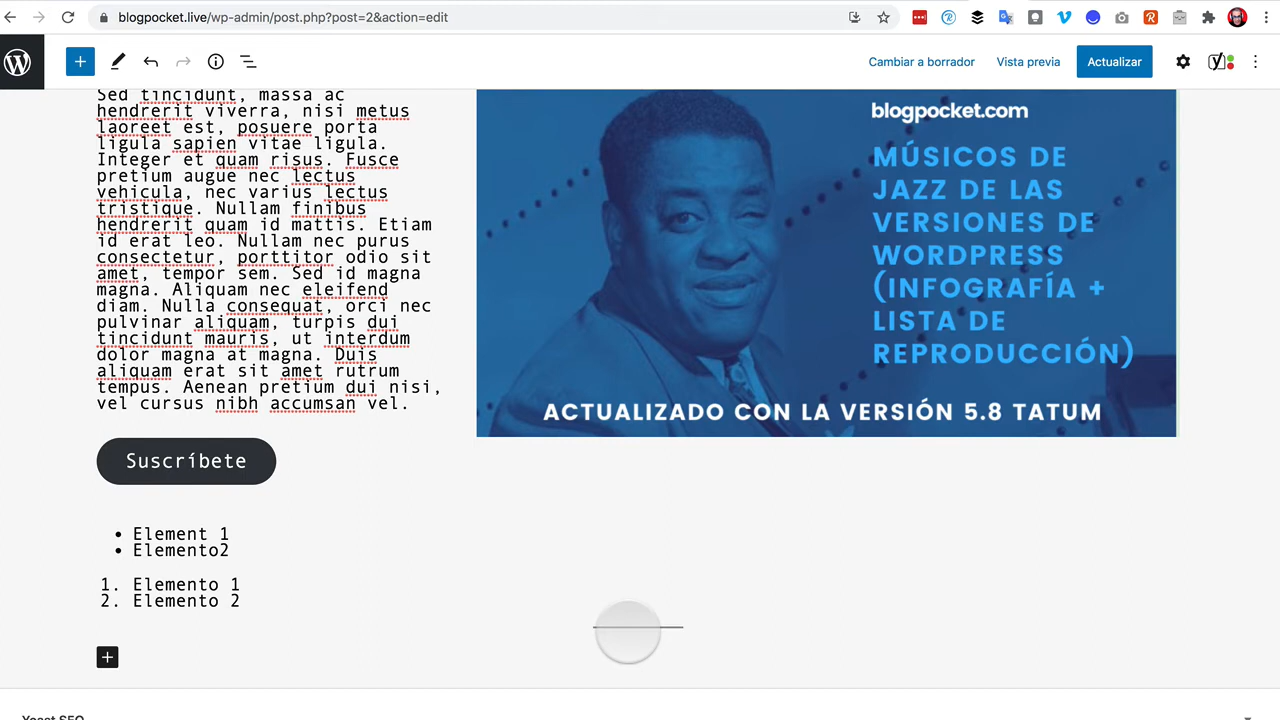 blogpocket.live/wp-admin/post.php?post=2&action=edit
Cambiar a borrador
Vista previa
Actualizar
Sed tincidunt, massa ac
hendrerit viverra, nisi metus
laoreet est, posuere porta
ligula sapien vitae ligula.
Integer et quam risus. Fusce
pretium augue nec lectus
vehicula, nec varius lectus
tristique. Nullam finibus
hendrerit quam id mattis. Etiam
id erat leo. Nullam nec purus
consectetur, porttitor odio sit
amet, tempor sem. Sed id magna
magna. Aliquam nec eleifend
diam. Nulla consequat, orci nec
pulvinar aliquam, turpis dui
tincidunt mauris, ut interdum
dolor magna at magna. Duis
aliquam erat sit amet rutrum
tempus. Aenean pretium dui nisi,
vel cursus nibh accumsan vel.
blogpocket.com
MÚSICOS DE
JAZZ DE LAS
VERSIONES DE
WORDPRESS
(INFOGRAFÍA +
LISTA DE
REPRODUCCIÓN)
ACTUALIZADO CON LA VERSIÓN 5.8 TATUM
Suscríbete
• Element 1
• Elemento2
1. Elemento 1
2. Elemento 2
Yoast SEO